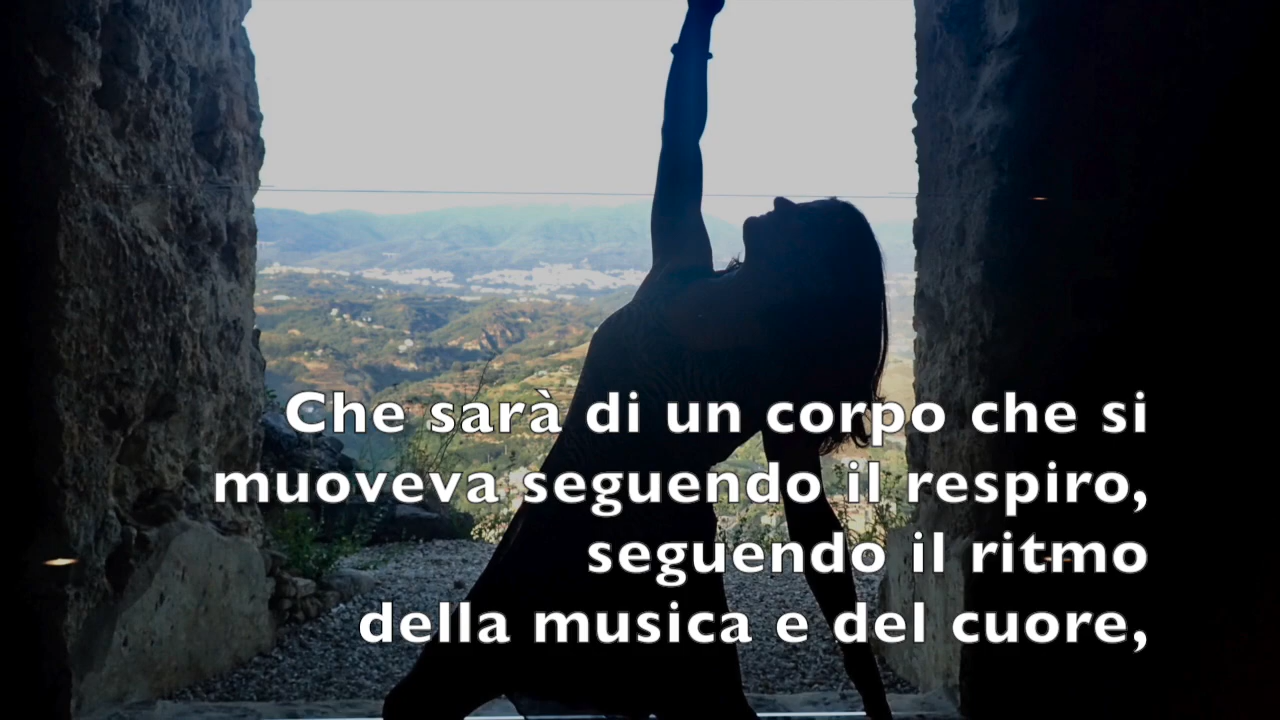 Che sarà di un corpo che si
muoveva seguendo il respiro,
seguendo il ritmo
della musica e del cuore,